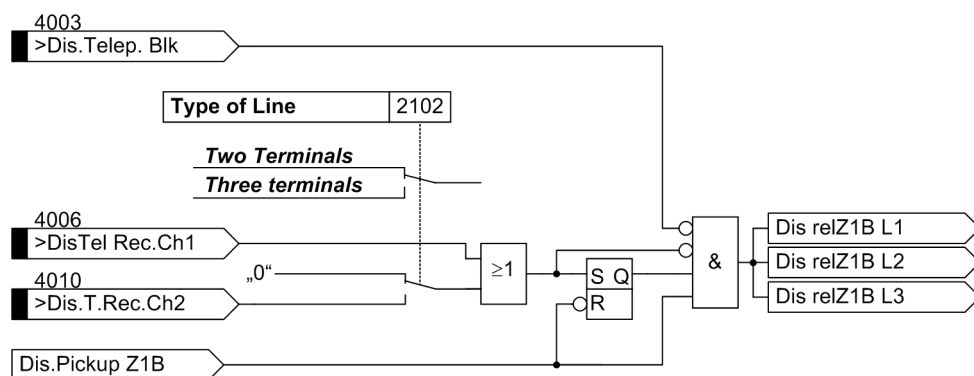 4003
>Dis.Telep. Blk
Type of Line 2102
Two Terminals
Three terminals
4006
>DisTel Rec.Ch1
„0“
4010
>Dis.T.Rec.Ch2
Dis.Pickup Z1B
≥1
S Q
R
&
Dis relZ1B L1
Dis relZ1B L2
Dis relZ1B L3